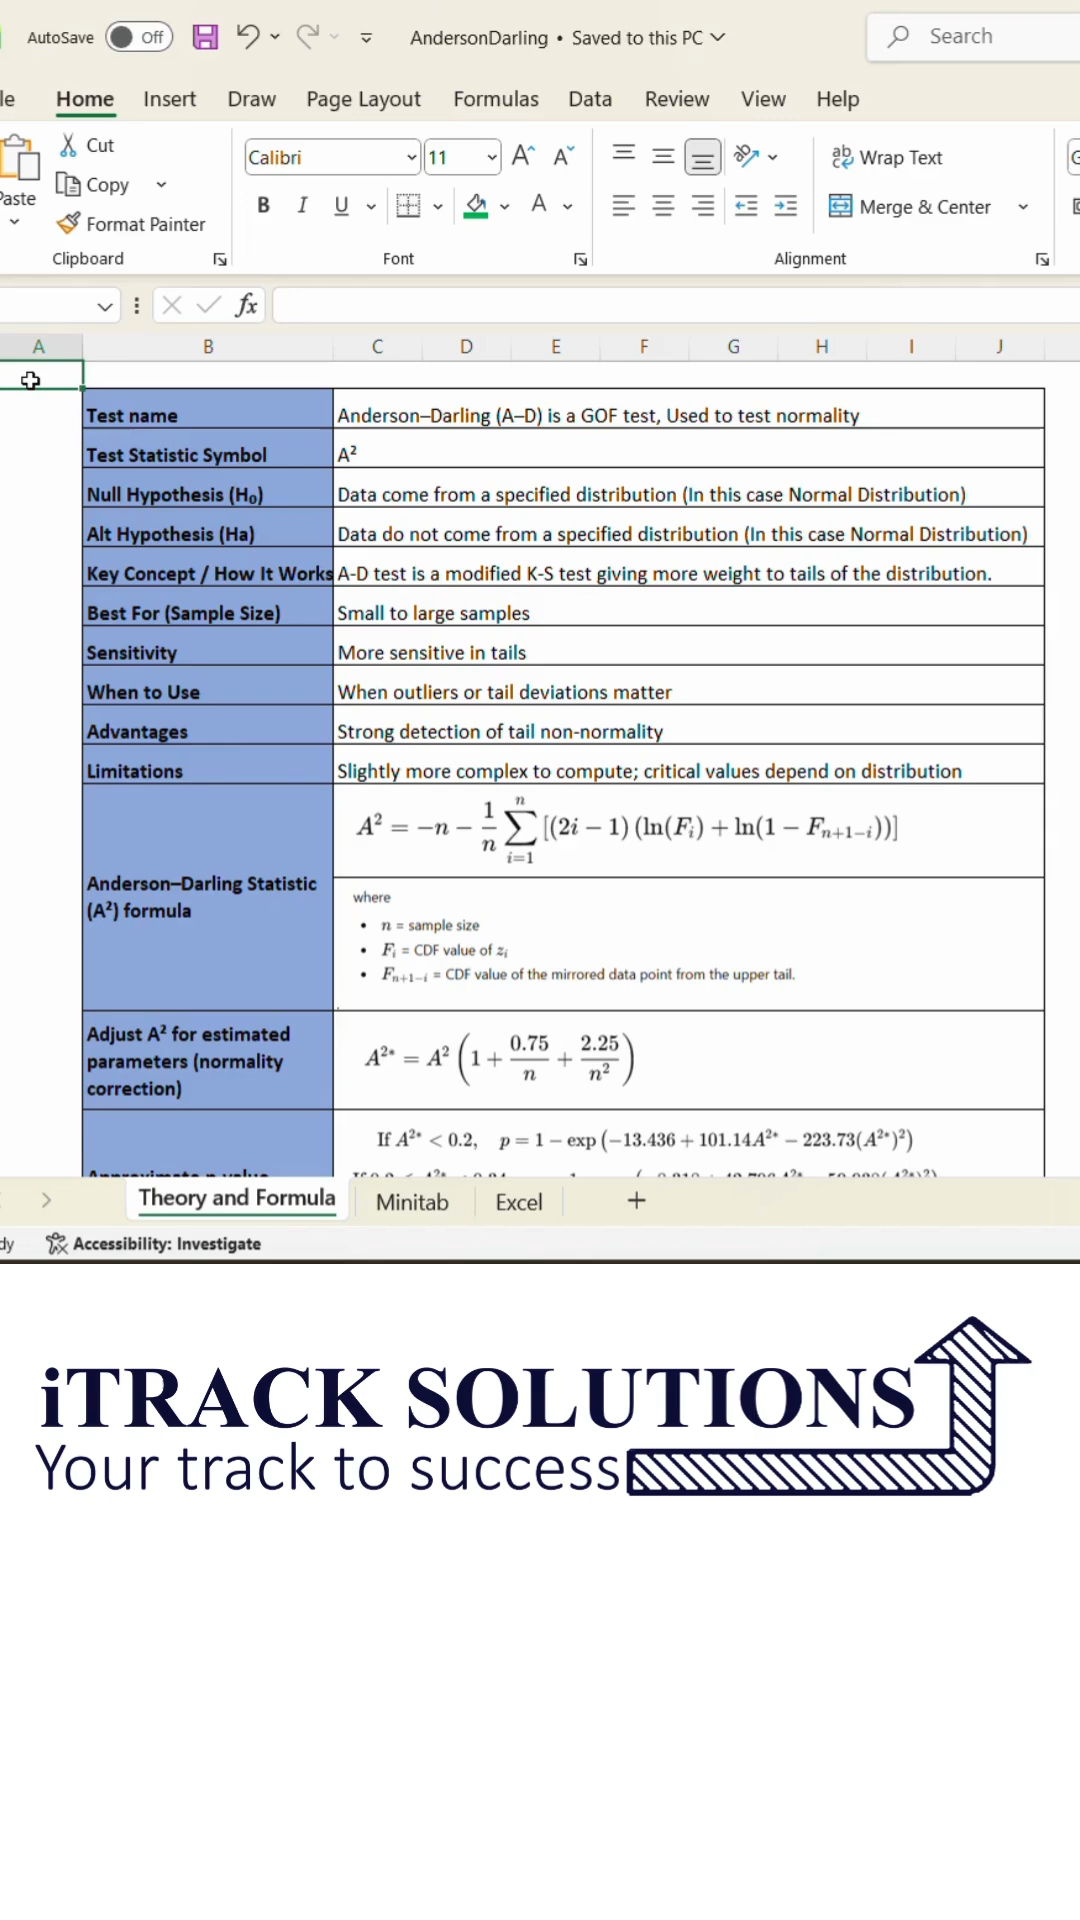 AutoSave Off AndersonDarling • Saved to this PC Search
le Home Insert Draw Page Layout Formulas Data Review View Help
Cut
Copy
Paste
Format Painter
Calibri 11
B I U A
Wrap Text
Merge & Center
Clipboard Font Alignment
fx
A B C D E F G H I J
Test name Anderson–Darling (A–D) is a GOF test, Used to test normality
Test Statistic Symbol A²
Null Hypothesis (H₀) Data come from a specified distribution (In this case Normal Distribution)
Alt Hypothesis (Ha) Data do not come from a specified distribution (In this case Normal Distribution)
Key Concept / How It Works A-D test is a modified K-S test giving more weight to tails of the distribution.
Best For (Sample Size) Small to large samples
Sensitivity More sensitive in tails
When to Use When outliers or tail deviations matter
Advantages Strong detection of tail non-normality
Limitations Slightly more complex to compute; critical values depend on distribution
Anderson–Darling Statistic
(A²) formula
A² = −n − 1/n ∑ i=1 n [(2i − 1) (ln(Fᵢ) + ln(1 − Fₙ₊₁₋ᵢ))]
where
• n = sample size
• Fᵢ = CDF value of zᵢ
• Fₙ₊₁₋ᵢ = CDF value of the mirrored data point from the upper tail.
Adjust A² for estimated
parameters (normality
correction)
A²* = A² (1 + 0.75/n + 2.25/n²)
If A²* < 0.2, p = 1 − exp (−13.436 + 101.14A²* − 223.73(A²*)²)
Theory and Formula Minitab Excel +
dy Accessibility: Investigate
iTRACK SOLUTIONS
Your track to success